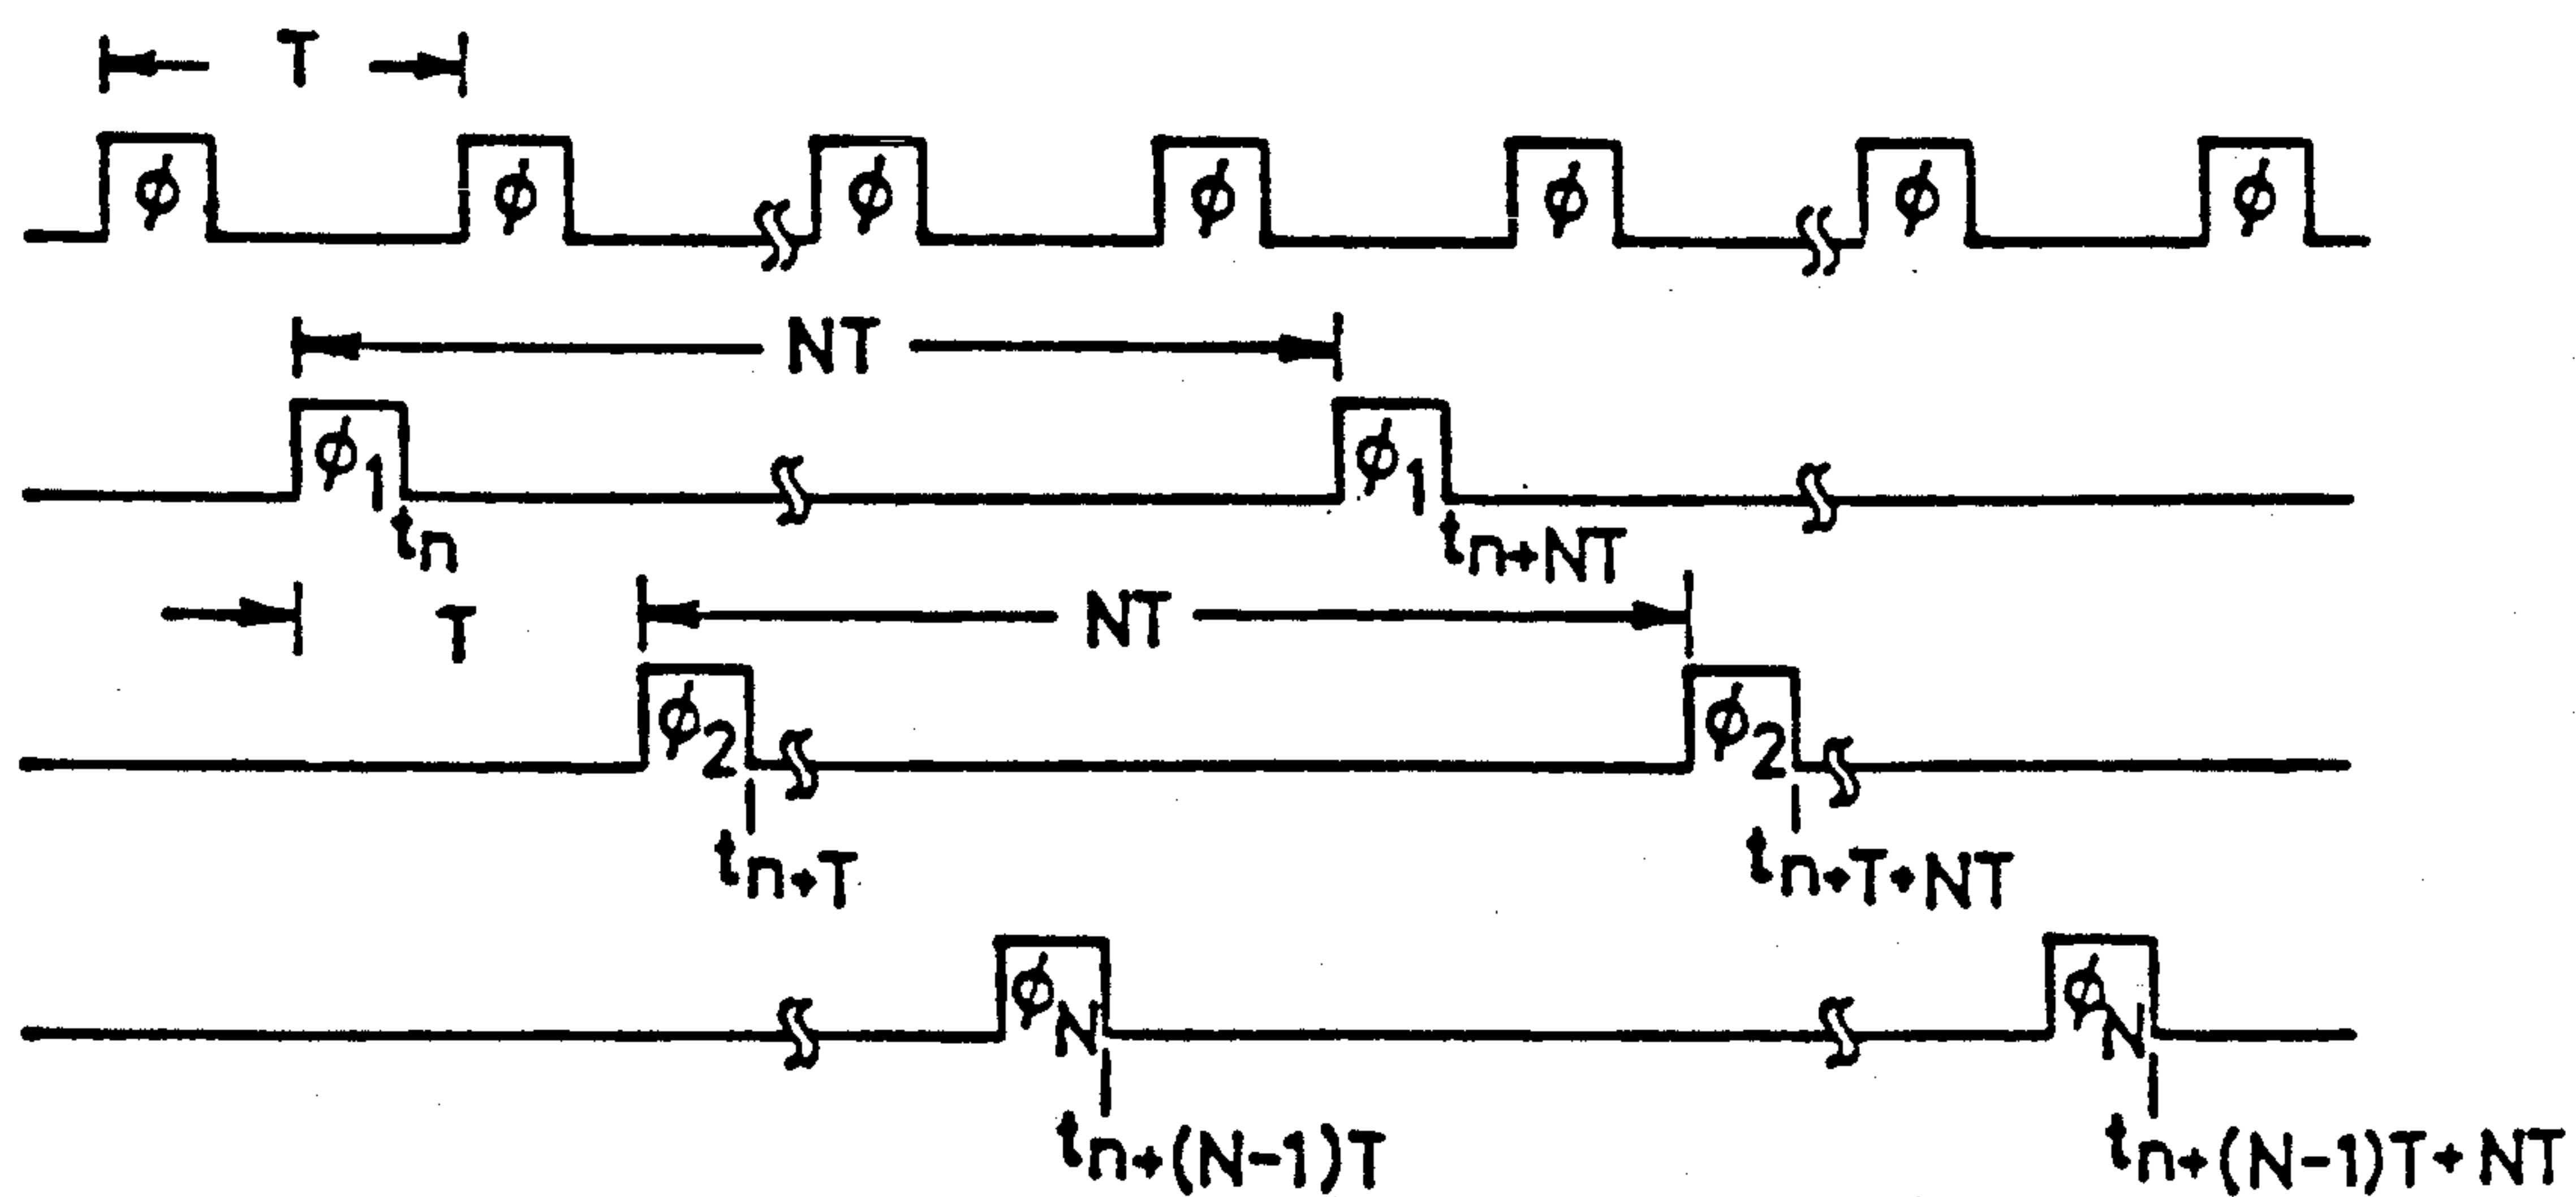 T
ϕ ϕ ϕ ϕ ϕ ϕ ϕ
NT
ϕ1 ϕ1
tn tn+NT
T NT
ϕ2 ϕ2
tn+T tn+T+NT
ϕN ϕN
tn+(N-1)T tn+(N-1)T+NT